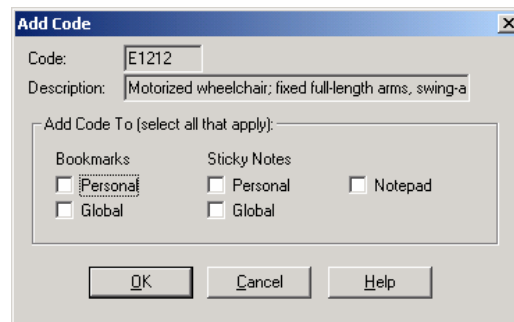 Add Code
Code: E1212
Description: Motorized wheelchair; fixed full-length arms, swing-a
Add Code To (select all that apply):
Bookmarks Sticky Notes
Personal Personal Notepad
Global Global
OK Cancel Help